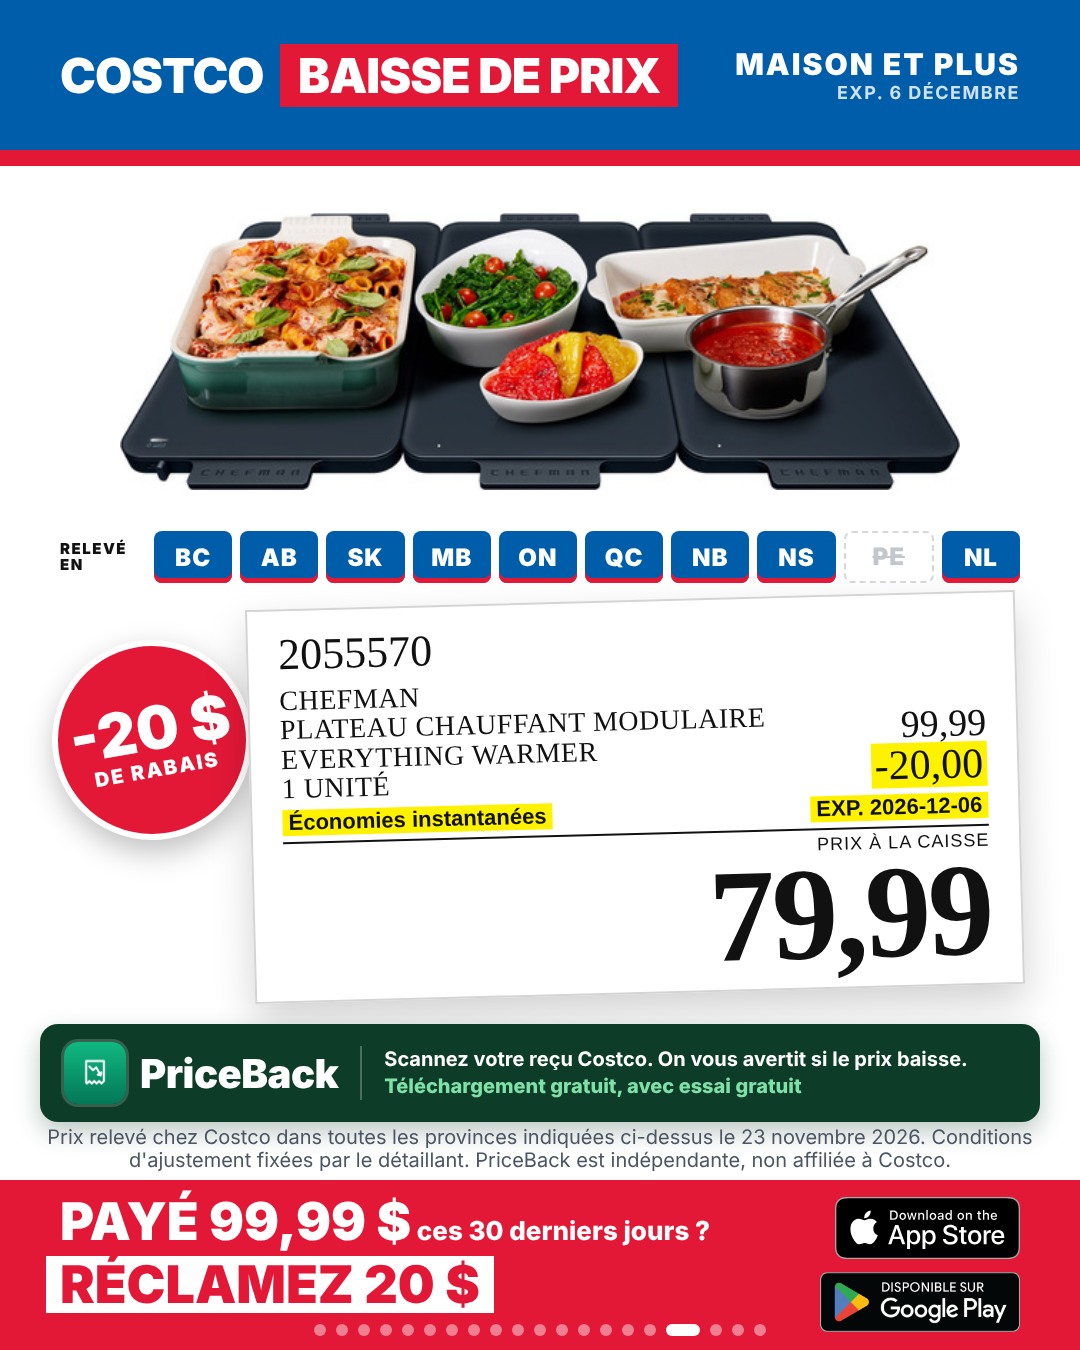 COSTCO BAISSE DE PRIX
MAISON ET PLUS
EXP. 6 DÉCEMBRE
CHEFMAN CHEFMAN CHEFMAN
RELEVÉ EN
BC AB SK MB ON QC NB NS PE NL
-20 $
DE RABAIS
2055570
CHEFMAN
PLATEAU CHAUFFANT MODULAIRE 99,99
EVERYTHING WARMER -20,00
1 UNITÉ
Économies instantanées EXP. 2026-12-06
PRIX À LA CAISSE
79,99
PriceBack
Scannez votre reçu Costco. On vous avertit si le prix baisse.
Téléchargement gratuit, avec essai gratuit
Prix relevé chez Costco dans toutes les provinces indiquées ci-dessus le 23 novembre 2026. Conditions
d'ajustement fixées par le détaillant. PriceBack est indépendante, non affiliée à Costco.
PAYÉ 99,99 $ ces 30 derniers jours ?
RÉCLAMEZ 20 $
Download on the
App Store
DISPONIBLE SUR
Google Play